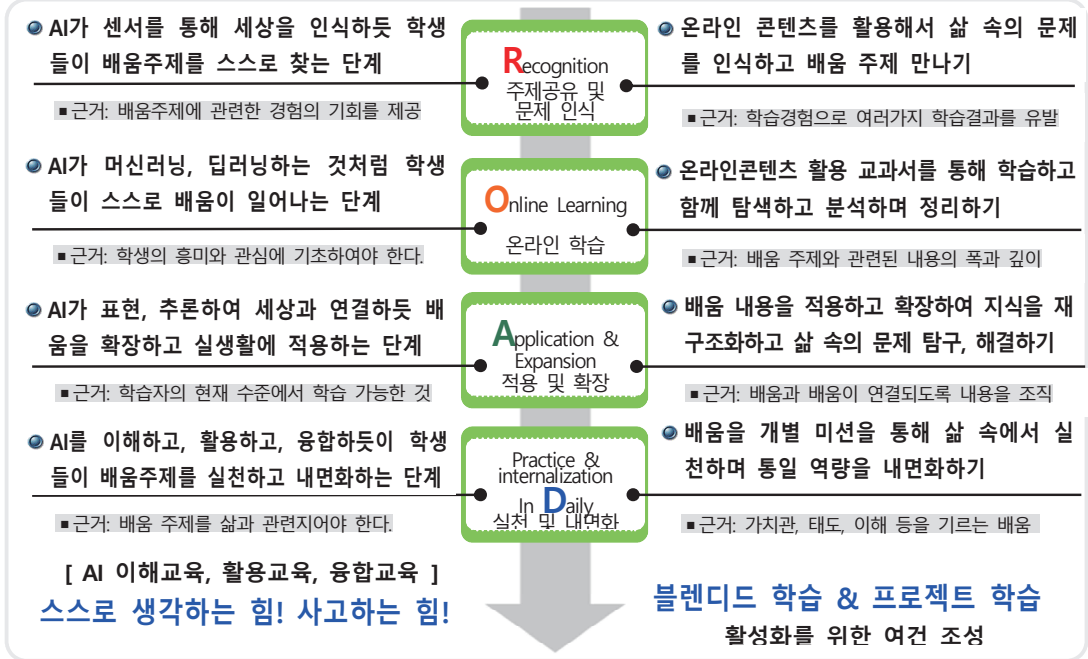 AI가 센서를 통해 세상을 인식하듯 학생
들이 배움주제를 스스로 찾는 단계
■ 근거: 배움주제에 관련한 경험의 기회를 제공
Recognition
주제공유 및
문제 인식
온라인 콘텐츠를 활용해서 삶 속의 문제
를 인식하고 배움 주제 만나기
■ 근거: 학습경험으로 여러가지 학습결과를 유발
AI가 머신러닝, 딥러닝하는 것처럼 학생
들이 스스로 배움이 일어나는 단계
■ 근거: 학생의 흥미와 관심에 기초하여야 한다.
Online Learning
온라인 학습
온라인콘텐츠 활용 교과서를 통해 학습하고
함께 탐색하고 분석하며 정리하기
■ 근거: 배움 주제와 관련된 내용의 폭과 깊이
AI가 표현, 추론하여 세상과 연결하듯 배
움을 확장하고 실생활에 적용하는 단계
■ 근거: 학습자의 현재 수준에서 학습 가능한 것
Application &
Expansion
적용 및 확장
배움 내용을 적용하고 확장하여 지식을 재
구조화하고 삶 속의 문제 탐구, 해결하기
■ 근거: 배움과 배움이 연결되도록 내용을 조직
AI를 이해하고, 활용하고, 융합하듯이 학생
들이 배움주제를 실천하고 내면화하는 단계
■ 근거: 배움 주제를 삶과 관련지어야 한다.
Practice &
internalization
In Daily
실천 및 내면화
배움을 개별 미션을 통해 삶 속에서 실
천하며 통일 역량을 내면화하기
■ 근거: 가치관, 태도, 이해 등을 기르는 배움
[ AI 이해교육, 활용교육, 융합교육 ]
스스로 생각하는 힘! 사고하는 힘!
블렌디드 학습 & 프로젝트 학습
활성화를 위한 여건 조성